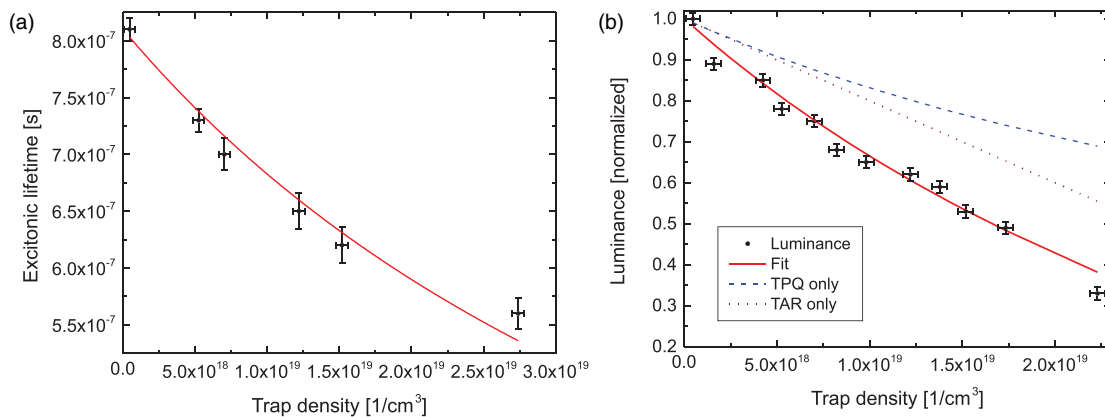 (a)
Excitonic lifetime [s]
8.0x10⁻⁷
7.5x10⁻⁷
7.0x10⁻⁷
6.5x10⁻⁷
6.0x10⁻⁷
5.5x10⁻⁷
0.0 5.0x10¹⁸ 1.0x10¹⁹ 1.5x10¹⁹ 2.0x10¹⁹ 2.5x10¹⁹ 3.0x10¹⁹
Trap density [1/cm³]
(b)
Luminance [normalized]
1.0
0.9
0.8
0.7
0.6
0.5
0.4
0.3
0.2
Luminance
Fit
TPQ only
TAR only
0.0 5.0x10¹⁸ 1.0x10¹⁹ 1.5x10¹⁹ 2.0x10¹⁹
Trap density [1/cm³]